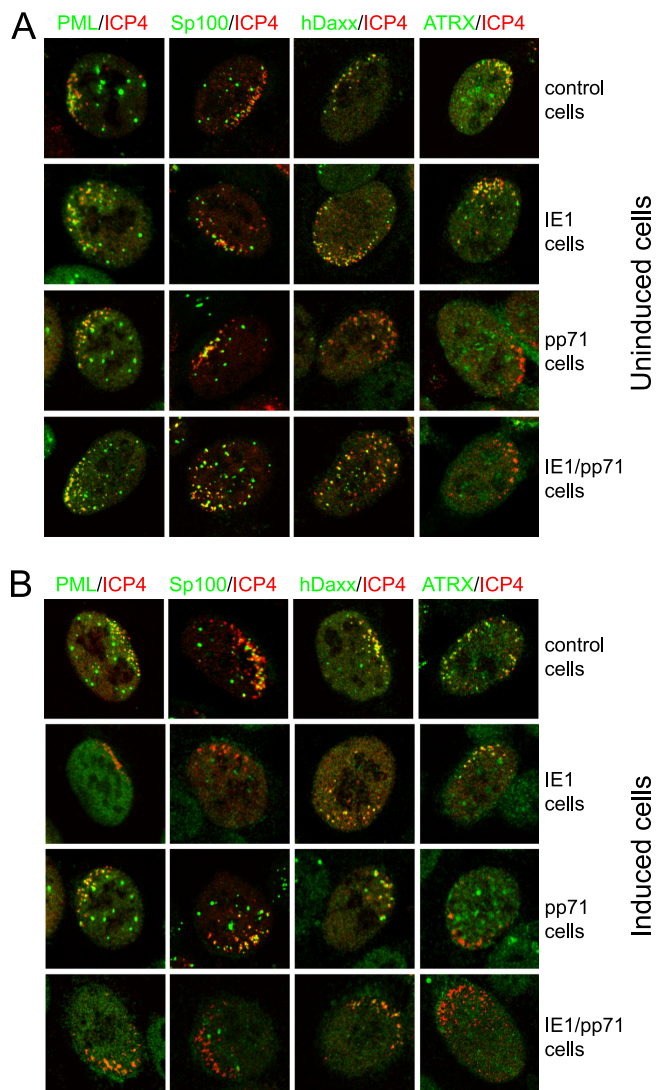 A
PML/ICP4 Sp100/ICP4 hDaxx/ICP4 ATRX/ICP4
control
cells
IE1
cells
pp71
cells
IE1/pp71
cells
Uninduced cells
B
PML/ICP4 Sp100/ICP4 hDaxx/ICP4 ATRX/ICP4
control
cells
IE1
cells
pp71
cells
IE1/pp71
cells
Induced cells